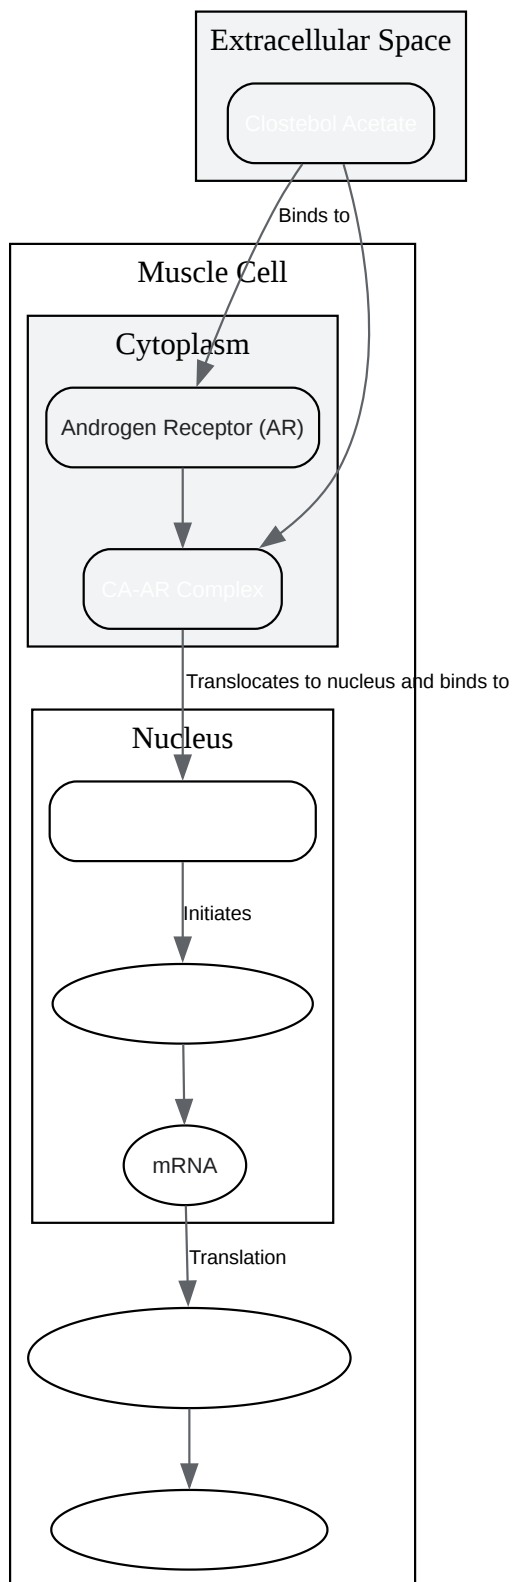 Extracellular Space
Clostebol Acetate
Binds to
Muscle Cell
Cytoplasm
Androgen Receptor (AR)
CA-AR Complex
Translocates to nucleus and binds to
Nucleus
Initiates
mRNA
Translation